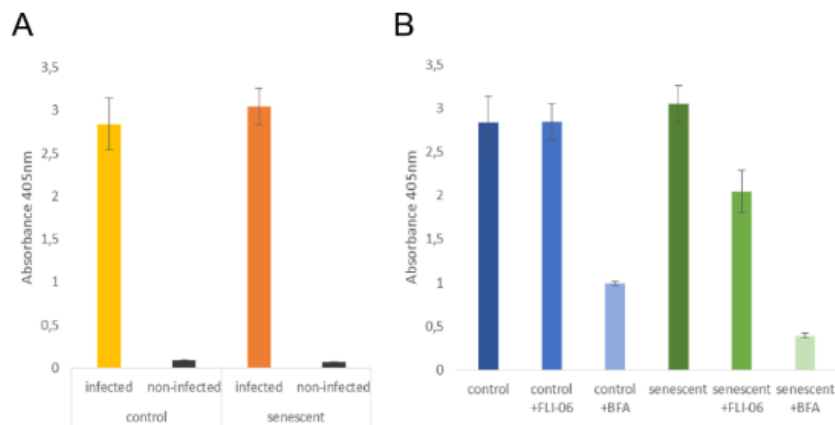 A
3,5
3
2,5
2
1,5
1
0,5
0
Absorbance 405nm
infected non-infected infected non-infected
control senescent
B
3,5
3
2,5
2
1,5
1
0,5
0
Absorbance 405nm
control control control senescent senescent senescent
+FLI-06 +BFA +FLI-06 +BFA